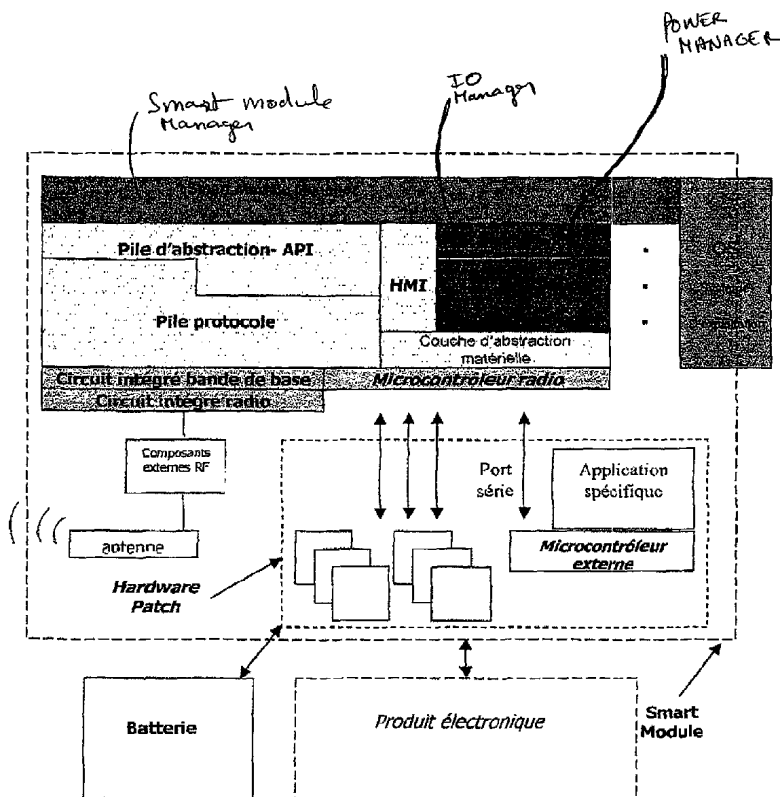 POWER
MANAGER
IO
Manager
Smart module
Manager
Pile d'abstraction- API
HMI
Pile protocole
Couche d'abstraction
matérielle
Circuit intégré bande de base
Microcontrôleur radio
Circuit intégré radio
Composants
externes RF
Port
série
Application
spécifique
antenne
Microcontrôleur
externe
Hardware
Patch
Batterie
Produit électronique
Smart
Module